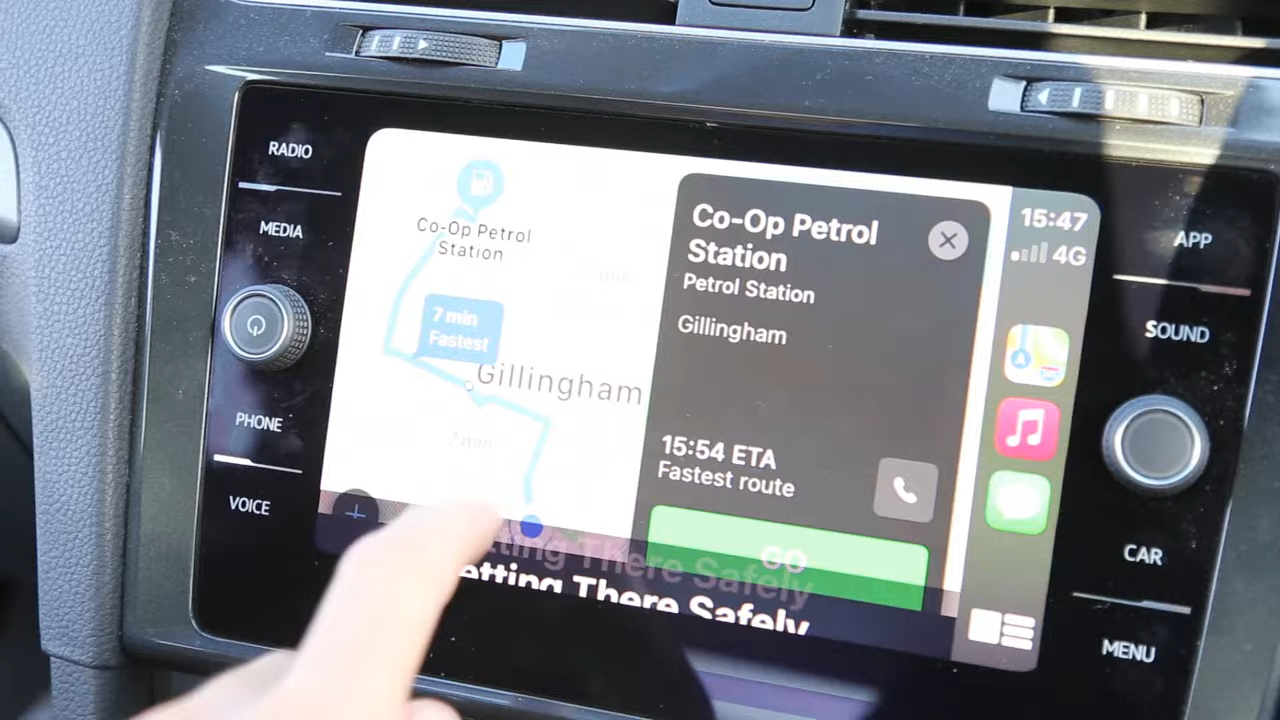 RADIO
MEDIA
PHONE
VOICE
Co-Op Petrol
Station
7 min
Fastest
Gillingham
Co-Op Petrol
Station
Petrol Station
Gillingham
15:54 ETA
Fastest route
GO
etting There Safely
15:47
4G
APP
SOUND
CAR
MENU